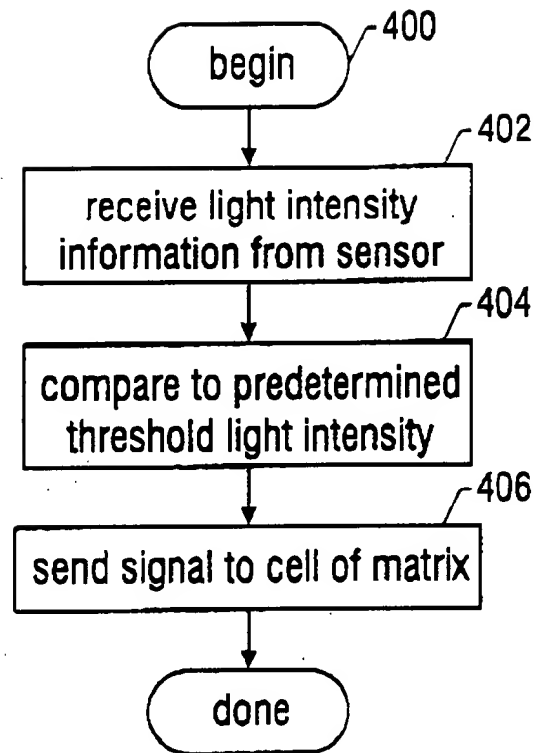 400
begin
402
receive light intensity
information from sensor
404
compare to predetermined
threshold light intensity
406
send signal to cell of matrix
done